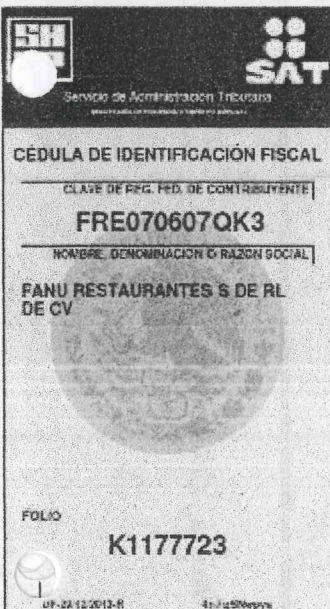 SH
SAT
Servicio de Administración Tributaria
CÉDULA DE IDENTIFICACIÓN FISCAL
CLAVE DE REG. FED. DE CONTRIBUYENTE
FRE070607QK3
NOMBRE, DENOMINACIÓN O RAZÓN SOCIAL
FANU RESTAURANTES S DE RL
DE CV
FOLIO
K1177723